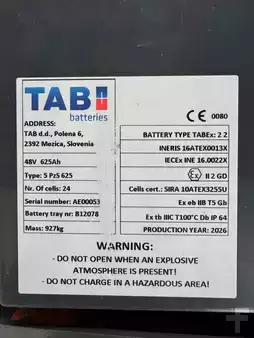 TAB
batteries
ADDRESS:
TAB d.d., Polena 6,
2392 Mezica, Slovenia
48V 625Ah
Type: 5 PzS 625
Nr. Of cells: 24
Serial number: AE00053
Battery tray nr: 812078
Mass: 927kg
CE 0080
BATTERY TYPE TABEx: 2 2
INERIS 16ATEX0013X
IECEx INE 16.0022X
Ex II 2 GD
Cells cert.: SIRA 10ATEX3255U
Ex eb IIB T5 Gb
Ex tb IIIC T100°C Db IP 64
PRODUCTION YEAR: 2026
WARNING:
- DO NOT OPEN WHEN AN EXPLOSIVE
ATMOSPHERE IS PRESENT!
- DO NOT CHARGE IN A HAZARDOUS AREA!